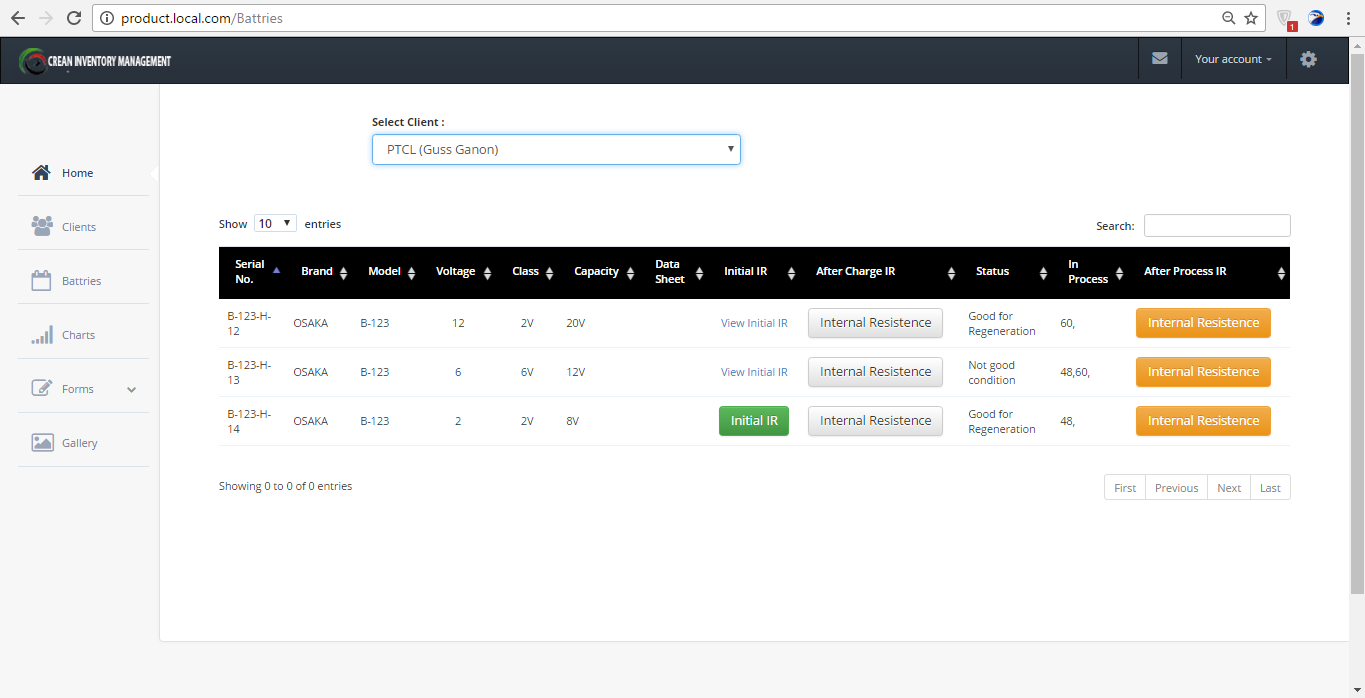 product.local.com/Battries
1
CREAN INVENTORY MANAGEMENT
Your account
Select Client :
PTCL (Guss Ganon)
Home
Clients
Battries
Charts
Forms
Gallery
Show 10 entries
Search:
Serial No. Brand Model Voltage Class Capacity Data Sheet Initial IR After Charge IR Status In Process After Process IR
B-123-H-12 OSAKA B-123 12 2V 20V View Initial IR Internal Resistence Good for Regeneration 60, Internal Resistence
B-123-H-13 OSAKA B-123 6 6V 12V View Initial IR Internal Resistence Not good condition 48,60, Internal Resistence
B-123-H-14 OSAKA B-123 2 2V 8V Initial IR Internal Resistence Good for Regeneration 48, Internal Resistence
Showing 0 to 0 of 0 entries
First Previous Next Last